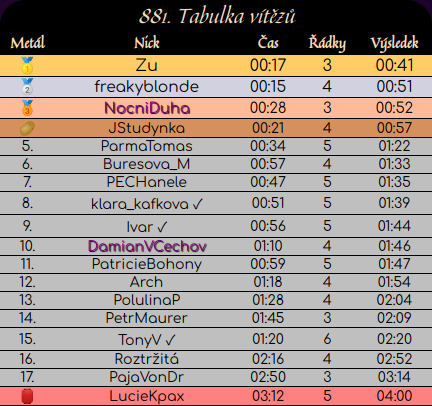 881. Tabulka vítězů
Metál Nick Čas Řádky Výsledek
1 Zu 00:17 3 00:41
2 freakyblonde 00:15 4 00:51
3 NocniDuha 00:28 3 00:52
JStudynka 00:21 4 00:57
5. ParmaTomas 00:34 5 01:22
6. Buresova_M 00:57 4 01:33
7. PECHanele 00:47 5 01:35
8. klara_kafkova ✓ 00:51 5 01:39
9. Ivar ✓ 00:56 5 01:44
10. DamianVCechov 01:10 4 01:46
11. PatricieBohony 00:59 5 01:47
12. Arch 01:18 4 01:54
13. PolulinaP 01:28 4 02:04
14. PetrMaurer 01:45 3 02:09
15. TonyV ✓ 01:20 6 02:20
16. Roztržitá 02:16 4 02:52
17. PajaVonDr 02:50 3 03:14
LucieKpax 03:12 5 04:00